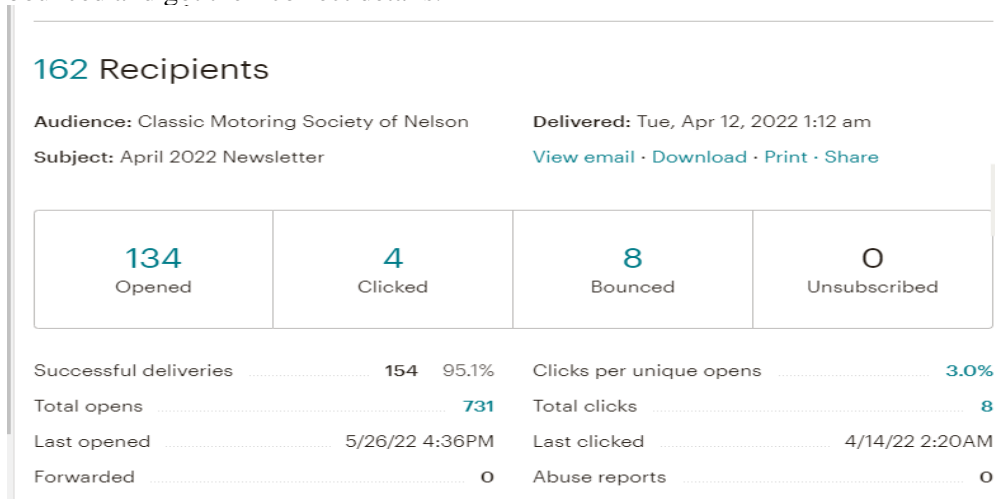 162 Recipients
Audience: Classic Motoring Society of Nelson
Delivered: Tue, Apr 12, 2022 1:12 am
Subject: April 2022 Newsletter
View email · Download · Print · Share
134
Opened
4
Clicked
8
Bounced
0
Unsubscribed
Successful deliveries 154 95.1%
Clicks per unique opens 3.0%
Total opens 731
Total clicks 8
Last opened 5/26/22 4:36PM
Last clicked 4/14/22 2:20AM
Forwarded 0
Abuse reports 0